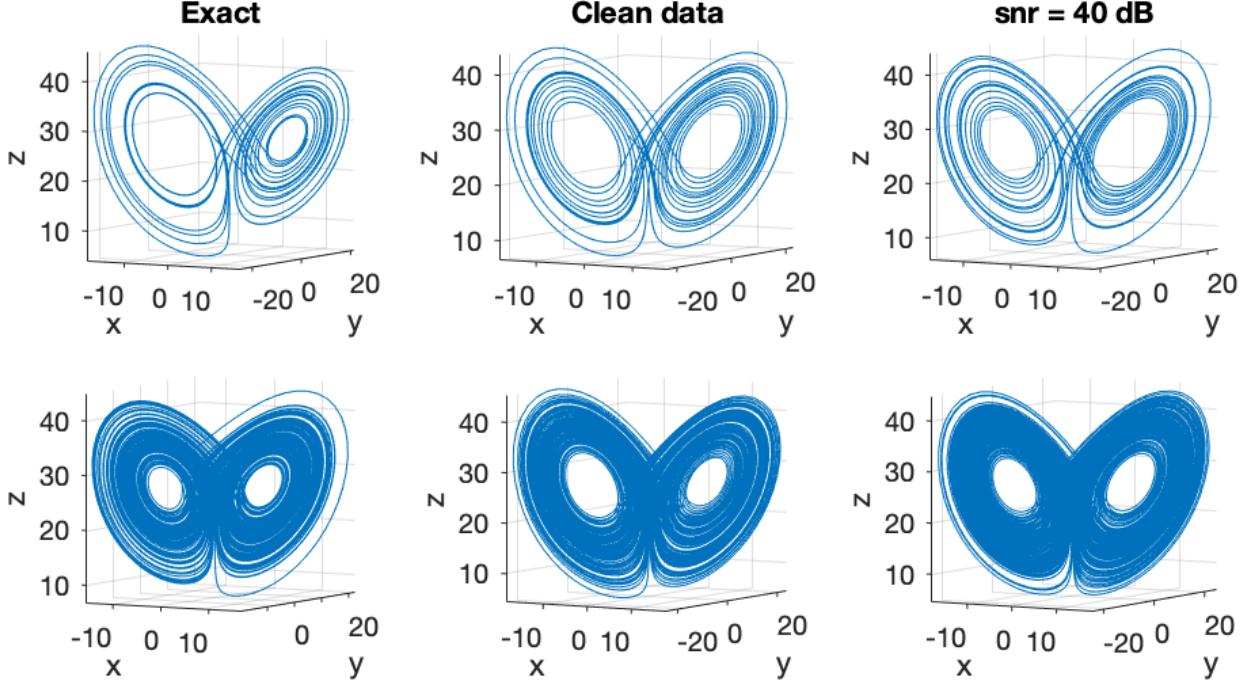 Exact Clean data snr = 40 dB
40 40 40
30 30 30
z z z
20 20 20
10 10 10
-10 0 10 -20 0 20 -10 0 10 -20 0 20 -10 0 10 -20 0 20
x y x y x y
40 40 40
30 30 30
z z z
20 20 20
10 10 10
-10 0 10 0 20 -10 0 10 -20 0 20 -10 0 10 -20 0 20
x y x y x y